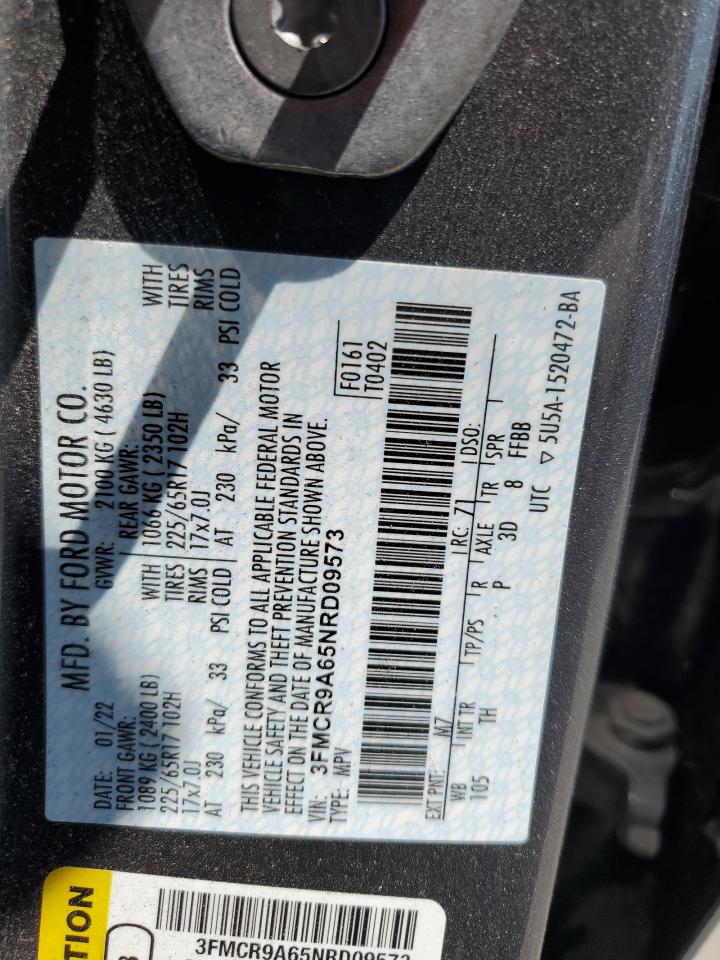 MFD. BY FORD MOTOR CO.
DATE: 01/22 GVWR: 2100 KG ( 4630 LB)
FRONT GAWR: REAR GAWR:
1089 KG ( 2400 LB) WITH 1066 KG ( 2350 LB) WITH
225/65R17 102H TIRES 225/65R17 102H TIRES
17x7.0J RIMS 17x7.0J RIMS
AT 230 kPa/ 33 PSI COLD AT 230 kPa/ 33 PSI COLD
THIS VEHICLE CONFORMS TO ALL APPLICABLE FEDERAL MOTOR
VEHICLE SAFETY AND THEFT PREVENTION STANDARDS IN
EFFECT ON THE DATE OF MANUFACTURE SHOWN ABOVE.
VIN: 3FMCR9A65NRD09573
TYPE: MPV
F0161
T0402
EXT PNT: M7 RC: Z1 DSO:
WB INT TR TP/PS R AXLE TR SPR
105 TH P 3D 8 FFBB
UTC ▽ 5U5A-1520472-BA
3FMCR9A65NRD09573